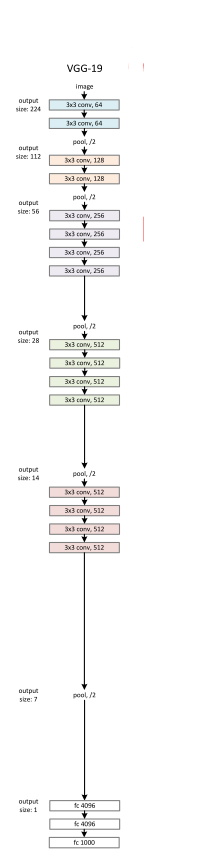 VGG-19
image
output
size: 224
3x3 conv, 64
3x3 conv, 64
pool, /2
output
size: 112
3x3 conv, 128
3x3 conv, 128
pool, /2
output
size: 56
3x3 conv, 256
3x3 conv, 256
3x3 conv, 256
3x3 conv, 256
pool, /2
output
size: 28
3x3 conv, 512
3x3 conv, 512
3x3 conv, 512
3x3 conv, 512
pool, /2
output
size: 14
3x3 conv, 512
3x3 conv, 512
3x3 conv, 512
3x3 conv, 512
output
size: 7
pool, /2
output
size: 1
fc 4096
fc 4096
fc 1000